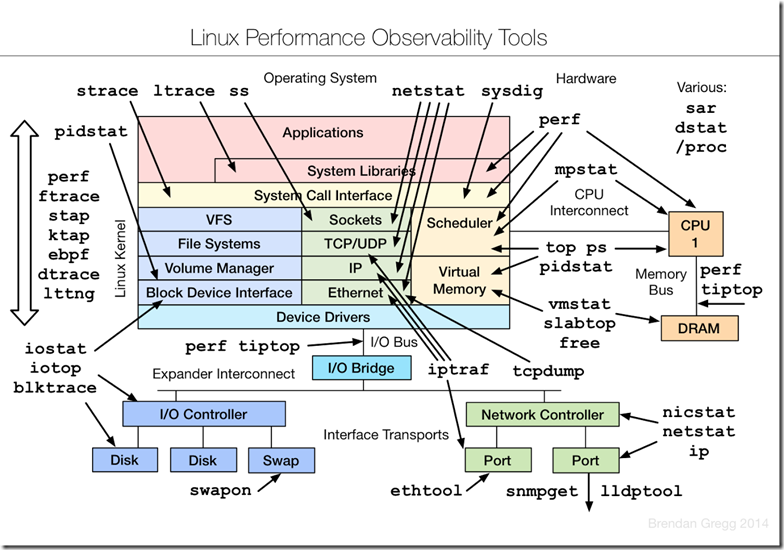 Linux Performance Observability Tools
Operating System
Hardware
Various:
strace ltrace ss
netstat sysdig
sar
dstat
/proc
perf
pidstat
Applications
System Libraries
System Call Interface
mpstat
CPU
Interconnect
perf
ftrace
stap
ktap
ebpf
dtrace
lttng
Linux Kernel
VFS
Sockets
Scheduler
File Systems
TCP/UDP
Volume Manager
IP
Virtual
Memory
Block Device Interface
Ethernet
Device Drivers
CPU
1
top ps
pidstat
Memory
Bus
perf
tiptop
vmstat
slabtop
free
DRAM
iostat
iotop
blktrace
perf tiptop
I/O Bus
I/O Bridge
iptraf
tcpdump
Expander Interconnect
I/O Controller
Network Controller
nicstat
netstat
ip
Interface Transports
Disk
Disk
Swap
Port
Port
swapon
ethtool
snmpget
lldptool
Brendan Gregg 2014